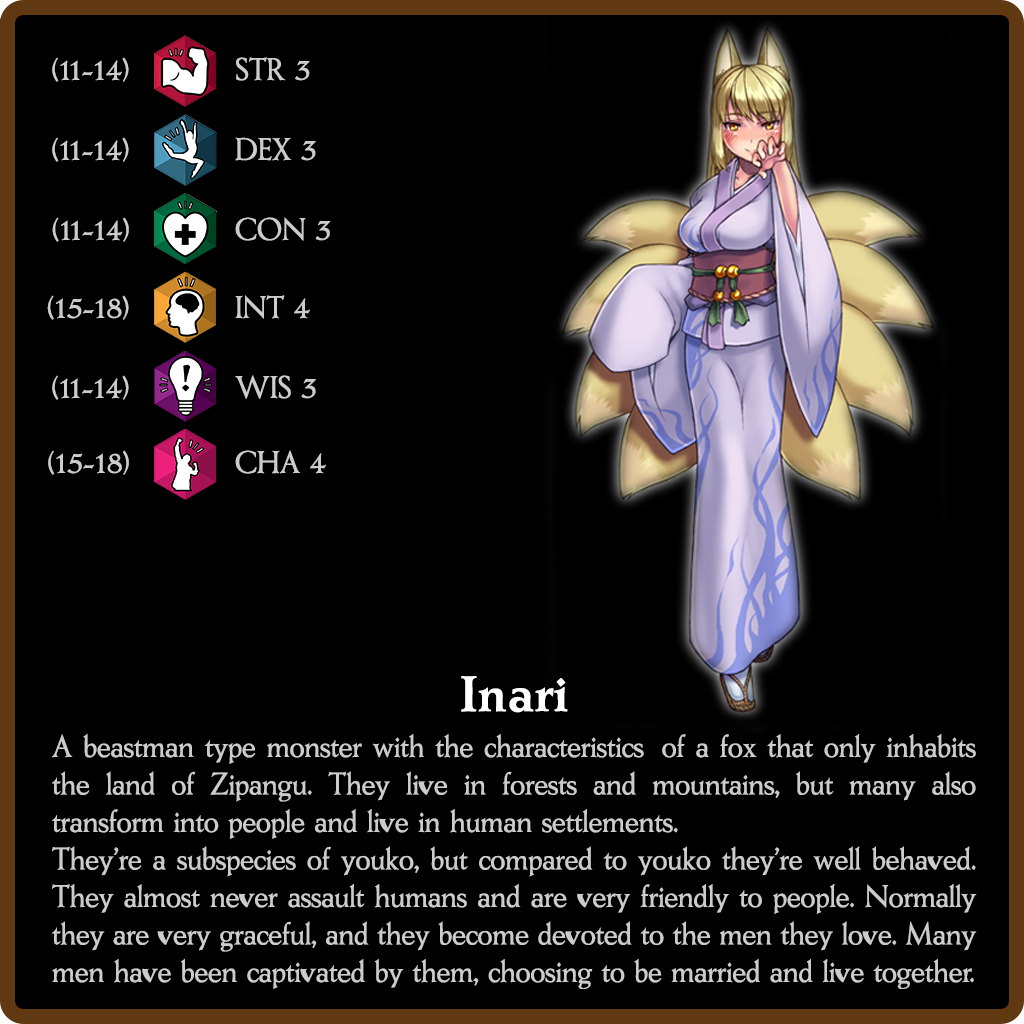 (11-14) STR 3
(11-14) DEX 3
(11-14) CON 3
(15-18) INT 4
(11-14) WIS 3
(15-18) CHA 4
Inari
A beastman type monster with the characteristics of a fox that only inhabits
the land of Zipangu. They live in forests and mountains, but many also
transform into people and live in human settlements.
They're a subspecies of youko, but compared to youko they're well behaved.
They almost never assault humans and are very friendly to people. Normally
they are very graceful, and they become devoted to the men they love. Many
men have been captivated by them, choosing to be married and live together.